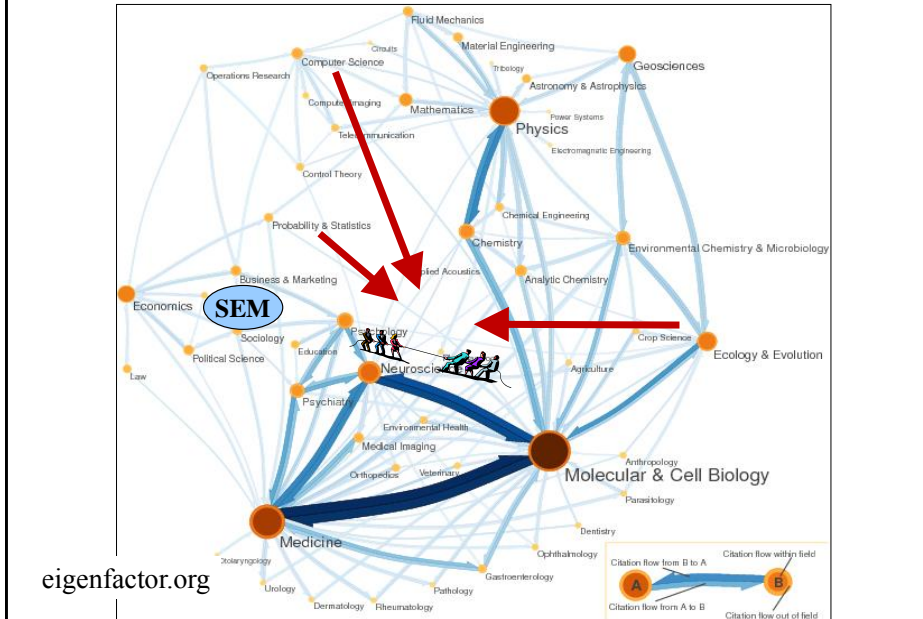 Fluid Mechanics
Circuits
Material Engineering
Computer Science
Geosciences
Operations Research
Tribology
Astronomy & Astrophysics
Computer Imaging
Mathematics
Power Systems
Physics
Telecommunication
Electromagnetic Engineering
Control Theory
Chemical Engineering
Probability & Statistics
Chemistry
Environmental Chemistry & Microbiology
plied Acoustics
Analytic Chemistry
Business & Marketing
Economics
SEM
Psychology
Sociology
Crop Science
Education
Political Science
Ecology & Evolution
Law
Neuroscience
Agriculture
Psychiatry
Environmental Health
Medical Imaging
Anthropology
Orthopedics
Veterinary
Molecular & Cell Biology
Parasitology
Dentistry
Medicine
Ophthalmology
Otolaryngology
Citation flow from B to A
Citation flow within field
eigenfactor.org
Gastroenterology
A
B
Urology
Pathology
Dermatology
Rheumatology
Citation flow from A to B
Citation flow out of field